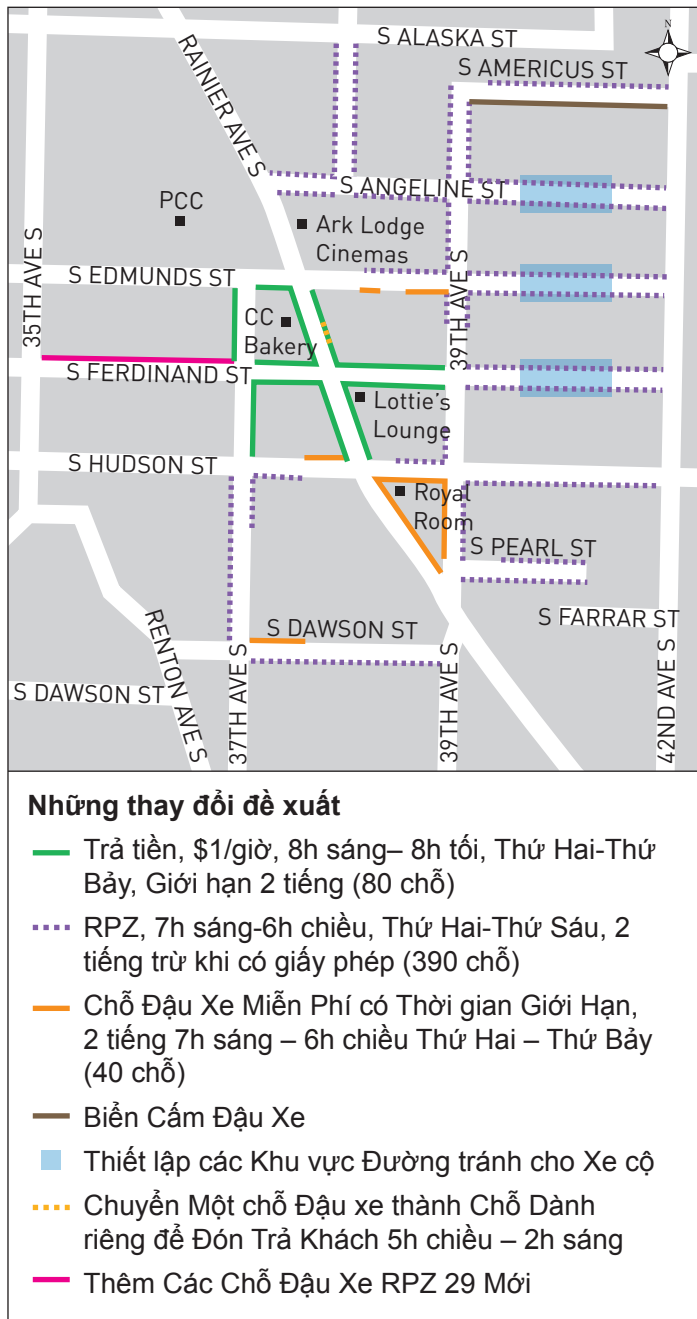 N
S ALASKA ST
RAINIER AVE S
S AMERICUS ST
S ANGELINE ST
PCC
Ark Lodge
Cinemas
35TH AVE S
S EDMUNDS ST
39TH AVE S
CC
Bakery
S FERDINAND ST
Lottie's
Lounge
S HUDSON ST
Royal
Room
S PEARL ST
S DAWSON ST
S FARRAR ST
RENTON AVE S
S DAWSON ST
37TH AVE S
39TH AVE S
42ND AVE S
Những thay đổi đề xuất
Trả tiền, $1/giờ, 8h sáng– 8h tối, Thứ Hai-Thứ
Bảy, Giới hạn 2 tiếng (80 chỗ)
RPZ, 7h sáng-6h chiều, Thứ Hai-Thứ Sáu, 2
tiếng trừ khi có giấy phép (390 chỗ)
Chỗ Đậu Xe Miễn Phí có Thời gian Giới Hạn,
2 tiếng 7h sáng – 6h chiều Thứ Hai – Thứ Bảy
(40 chỗ)
Biển Cấm Đậu Xe
Thiết lập các Khu vực Đường tránh cho Xe cộ
Chuyển Một chỗ Đậu xe thành Chỗ Dành
riêng để Đón Trả Khách 5h chiều – 2h sáng
Thêm Các Chỗ Đậu Xe RPZ 29 Mới